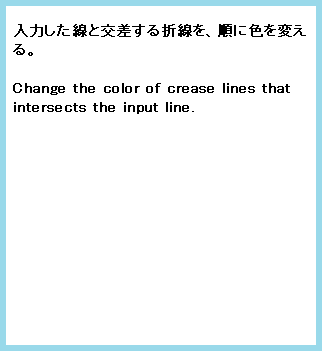 入力した線と交差する折線を、順に色を変え
る。
Change the color of crease lines that
intersects the input line.